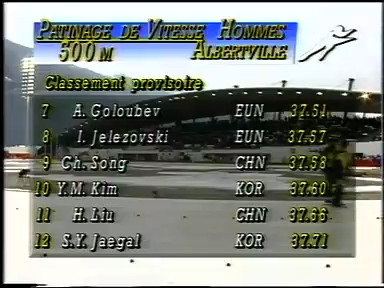 Patinage de Vitesse Hommes
500 m Albertville
Classement provisoire
7 A. Goloubev EUN 37.51
8 I. Jelezovski EUN 37.57
9 Ch. Song CHN 37.58
10 Y.M. Kim KOR 37.60
11 H. Liu CHN 37.66
12 S.Y. Jaegal KOR 37.71